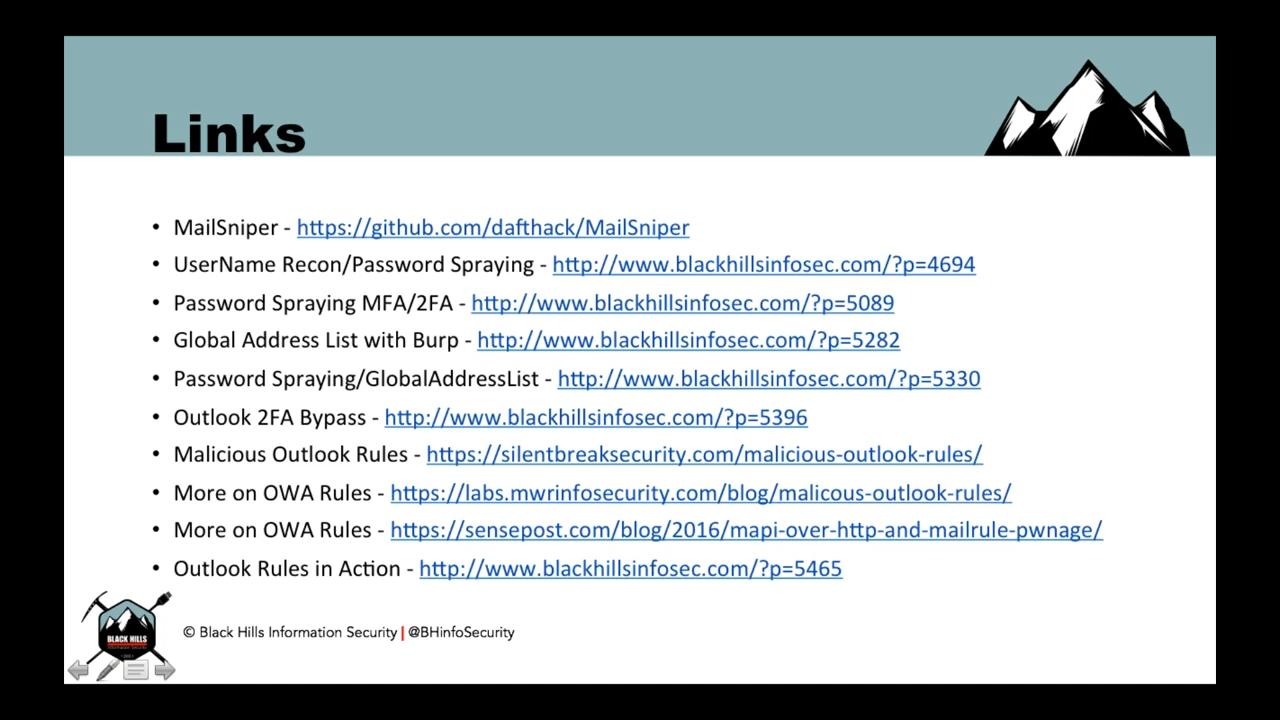 Links
• MailSniper - https://github.com/dafthack/MailSniper
• UserName Recon/Password Spraying - http://www.blackhillsinfosec.com/?p=4694
• Password Spraying MFA/2FA - http://www.blackhillsinfosec.com/?p=5089
• Global Address List with Burp - http://www.blackhillsinfosec.com/?p=5282
• Password Spraying/GlobalAddressList - http://www.blackhillsinfosec.com/?p=5330
• Outlook 2FA Bypass - http://www.blackhillsinfosec.com/?p=5396
• Malicious Outlook Rules - https://silentbreaksecurity.com/malicious-outlook-rules/
• More on OWA Rules - https://labs.mwrinfosecurity.com/blog/malicous-outlook-rules/
• More on OWA Rules - https://sensepost.com/blog/2016/mapi-over-http-and-mailrule-pwnage/
• Outlook Rules in Action - http://www.blackhillsinfosec.com/?p=5465
BLACK HILLS
Information Security
© Black Hills Information Security | @BHinfoSecurity